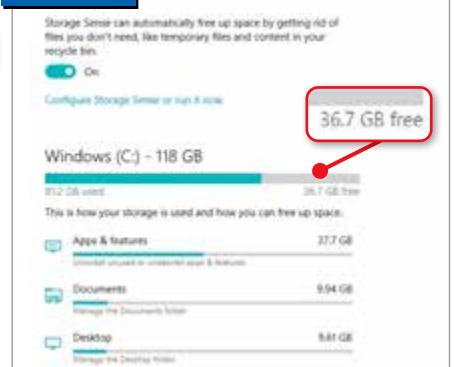 Storage Sense can automatically free up space by getting rid of
files you don't need, like temporary files and content in your
recycle bin.
On
Configure Storage Sense or run it now
36.7 GB free
Windows (C:) - 118 GB
81.2 GB used
36.7 GB free
This is how your storage is used and how you can free up space.
Apps & features
37.7 GB
Uninstall unused or undesired apps & features
Documents
9.94 GB
Manage the Documents folder
Desktop
9.61 GB
Manage the Desktop folder